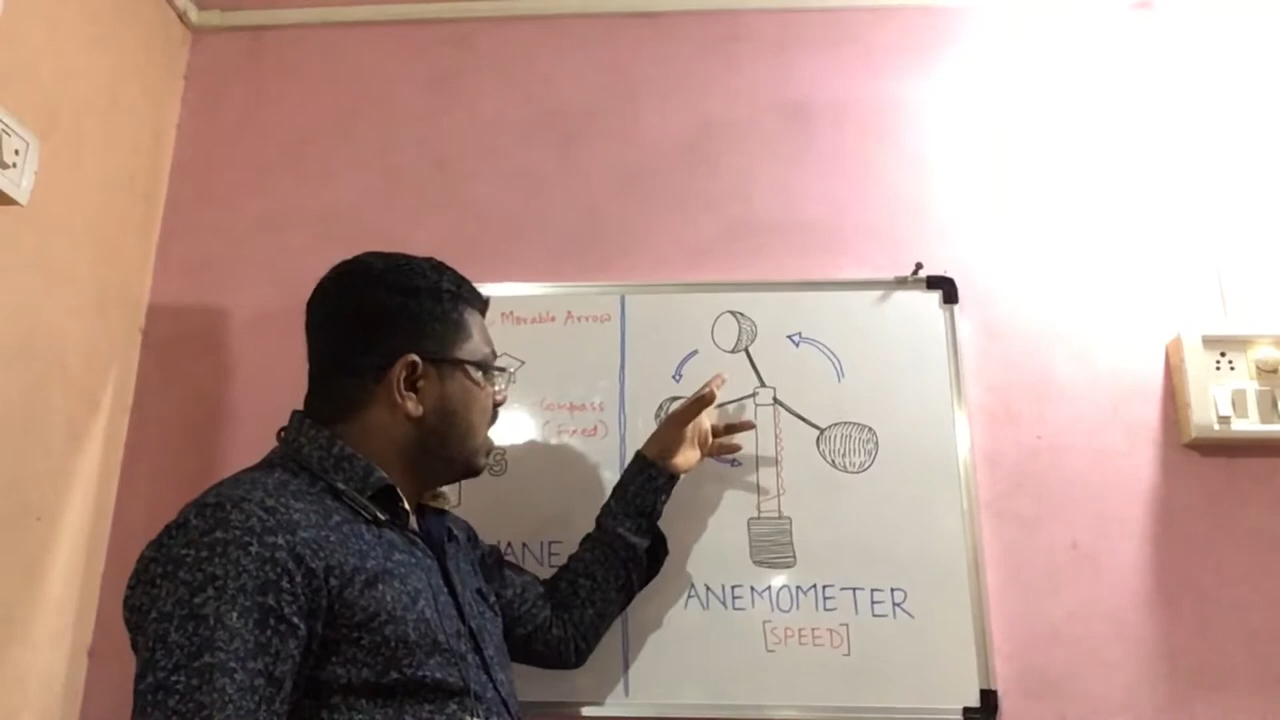 Movable Arrow
Compass
(Fixed)
S
VANE
ANEMOMETER
[SPEED]